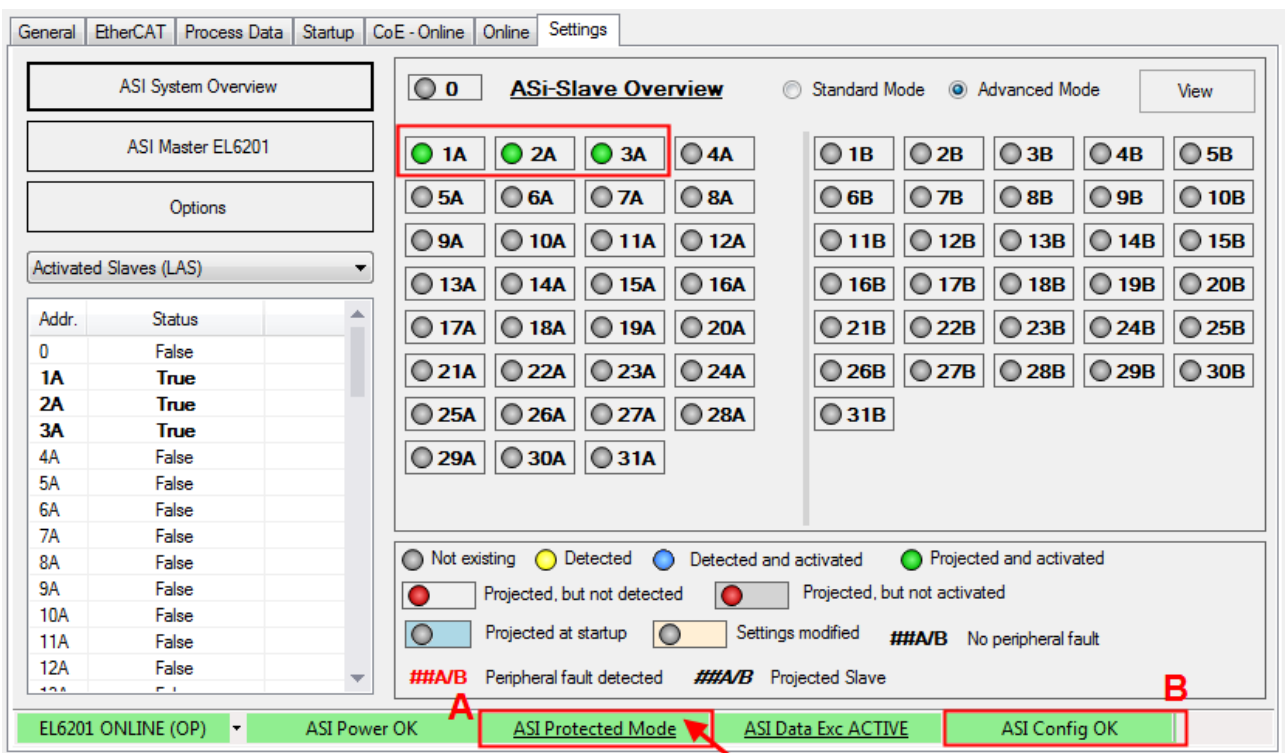 General EtherCAT Process Data Startup CoE - Online Online Settings
ASI System Overview
ASI Master EL6201
Options
Activated Slaves (LAS)
Addr. Status
0 False
1A True
2A True
3A True
4A False
5A False
6A False
7A False
8A False
9A False
10A False
11A False
12A False
0 ASi-Slave Overview Standard Mode Advanced Mode View
1A 2A 3A 4A 1B 2B 3B 4B 5B
5A 6A 7A 8A 6B 7B 8B 9B 10B
9A 10A 11A 12A 11B 12B 13B 14B 15B
13A 14A 15A 16A 16B 17B 18B 19B 20B
17A 18A 19A 20A 21B 22B 23B 24B 25B
21A 22A 23A 24A 26B 27B 28B 29B 30B
25A 26A 27A 28A 31B
29A 30A 31A
Not existing Detected Detected and activated Projected and activated
Projected, but not detected Projected, but not activated
Projected at startup Settings modified ##A/B No peripheral fault
##A/B Peripheral fault detected ##A/B Projected Slave
A B
EL6201 ONLINE (OP) ASI Power OK ASI Protected Mode ASI Data Exc ACTIVE ASI Config OK